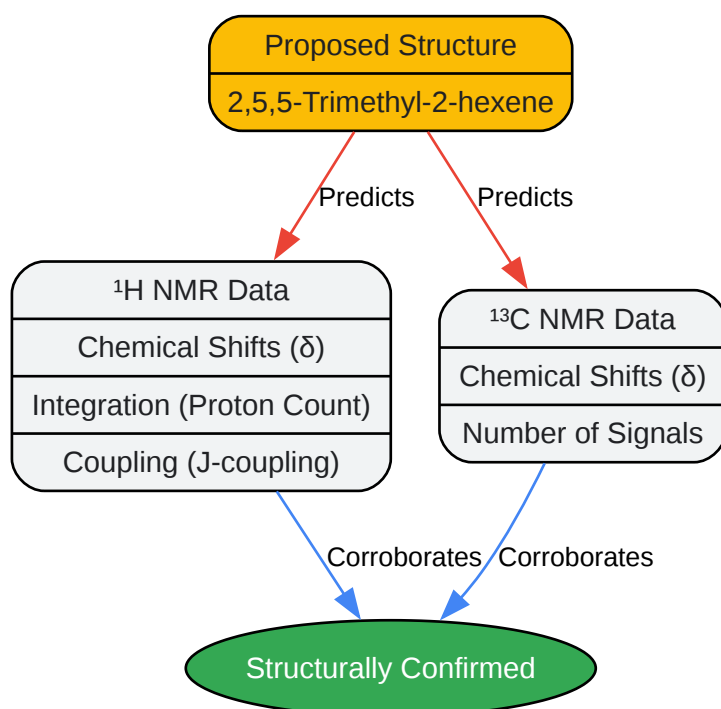 Proposed Structure
2,5,5-Trimethyl-2-hexene
Predicts
Predicts
¹H NMR Data
Chemical Shifts (δ)
Integration (Proton Count)
Coupling (J-coupling)
¹³C NMR Data
Chemical Shifts (δ)
Number of Signals
Corroborates
Corroborates
Structurally Confirmed